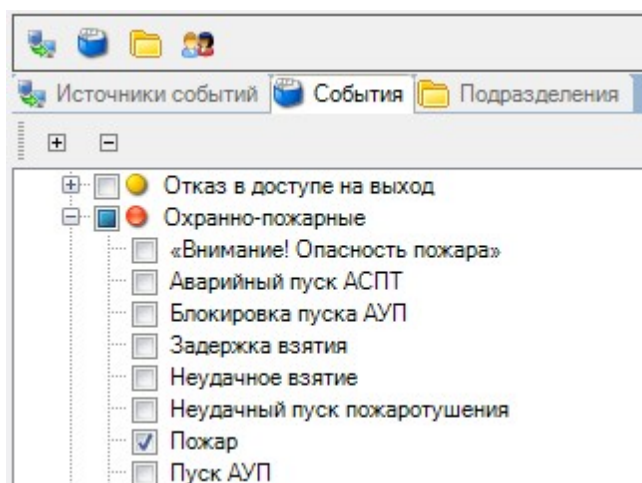 Источники событий События Подразделения
Отказ в доступе на выход
Охранно-пожарные
«Внимание! Опасность пожара»
Аварийный пуск АСПТ
Блокировка пуска АУП
Задержка взятия
Неудачное взятие
Неудачный пуск пожаротушения
Пожар
Пуск АУП